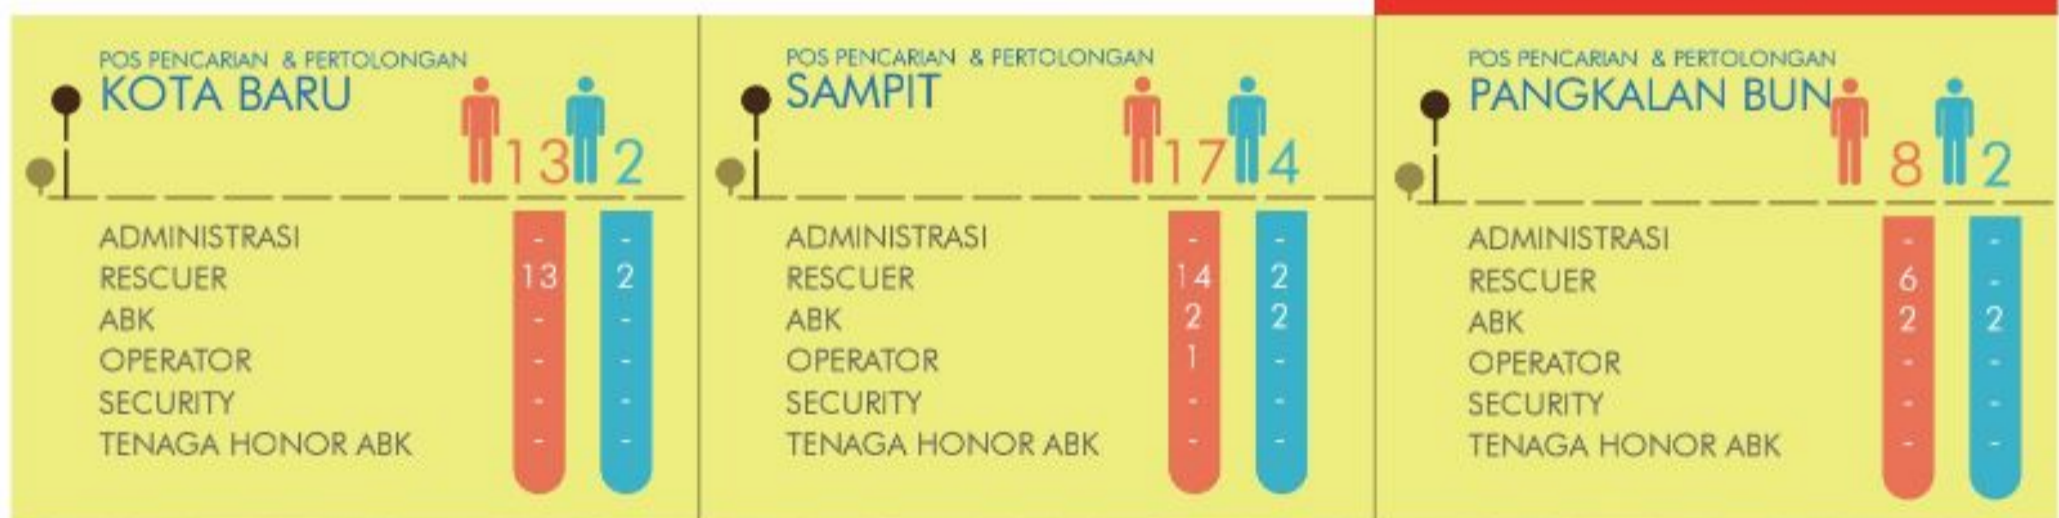 POS PENCARIAN & PERTOLONGAN
KOTA BARU
13 2
ADMINISTRASI - -
RESCUER 13 2
ABK - -
OPERATOR - -
SECURITY - -
TENAGA HONOR ABK - -
POS PENCARIAN & PERTOLONGAN
SAMPIT
17 4
ADMINISTRASI - -
RESCUER 14 2
ABK 2 2
OPERATOR 1 -
SECURITY - -
TENAGA HONOR ABK - -
POS PENCARIAN & PERTOLONGAN
PANGKALAN BUN
8 2
ADMINISTRASI - -
RESCUER 6 -
ABK 2 2
OPERATOR - -
SECURITY - -
TENAGA HONOR ABK - -